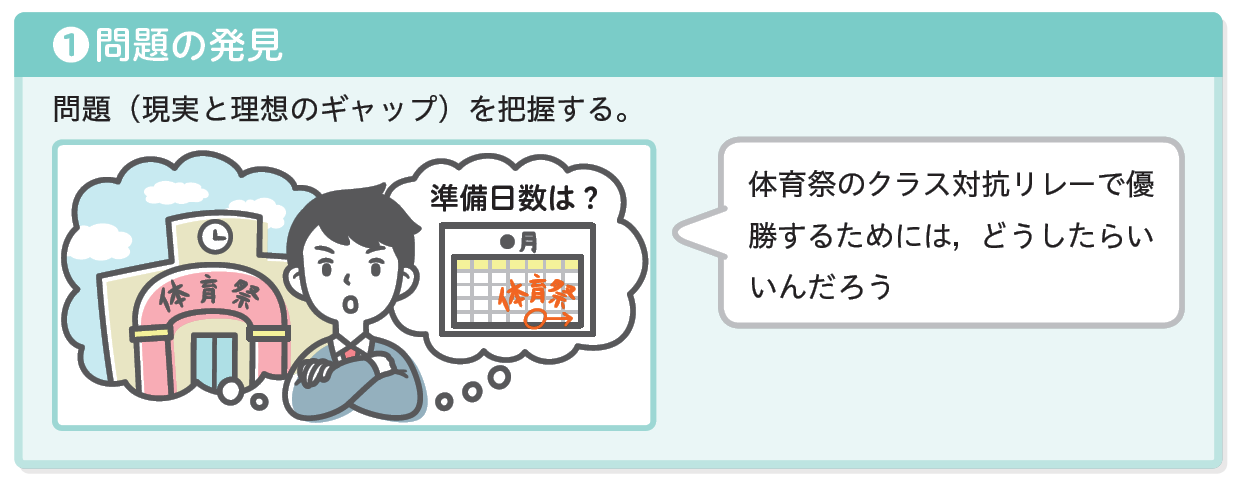 ❶問題の発見
問題（現実と理想のギャップ）を把握する。
体育祭
準備日数は？
●月
体育祭
体育祭のクラス対抗リレーで優
勝するためには，どうしたらい
いんだろう